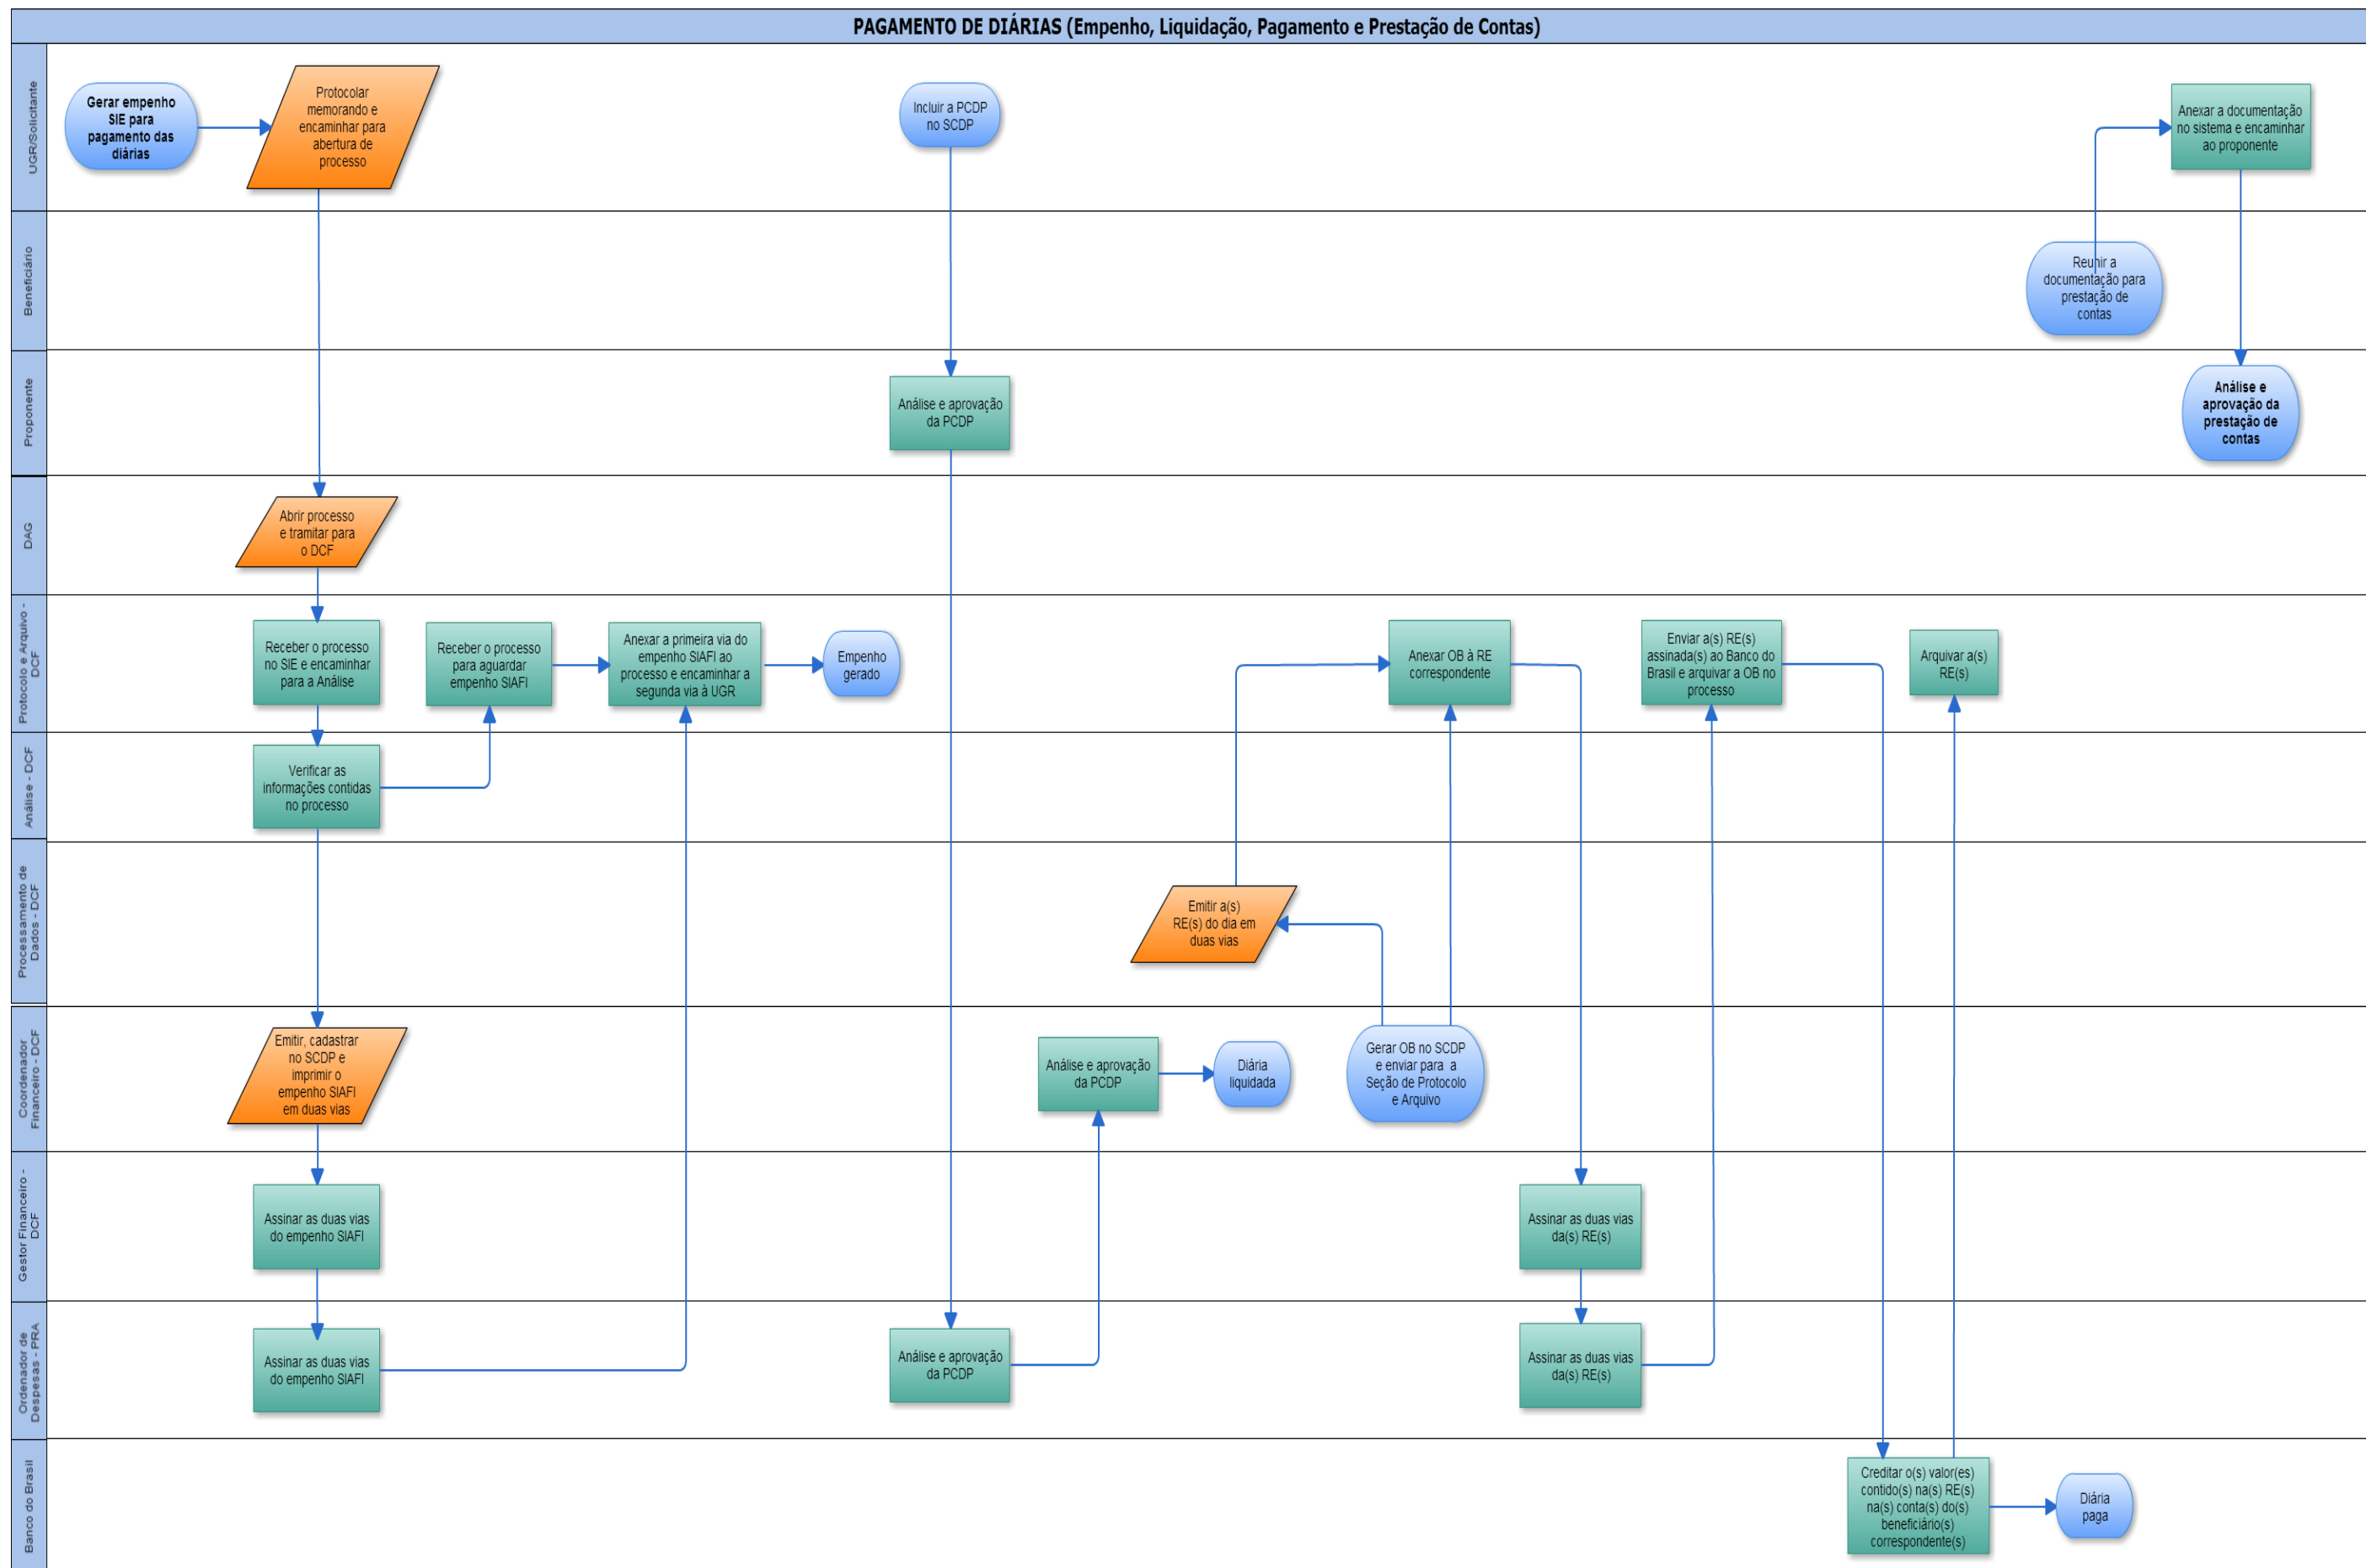 PAGAMENTO DE DIÁRIAS (Empenho, Liquidação, Pagamento e Prestação de Contas)
UGR/Solicitante
Gerar empenho
SIE para
pagamento das
diárias
Protocolar
memorando e
encaminhar para
abertura de
processo
Incluir a PCDP
no SCDP
Anexar a documentação
no sistema e encaminhar
ao proponente
Beneficiário
Reunir a
documentação para
prestação de
contas
Proponente
Análise e aprovação
da PCDP
Análise e
aprovação da
prestação de
contas
DAG
Abrir processo
e tramitar para
o DCF
Protocolo e Arquivo -
DCF
Receber o processo
no SIE e encaminhar
para a Análise
Receber o processo
para aguardar
empenho SIAFI
Anexar a primeira via do
empenho SIAFI ao
processo e encaminhar a
segunda via à UGR
Empenho
gerado
Anexar OB à RE
correspondente
Enviar a(s) RE(s)
assinada(s) ao Banco do
Brasil e arquivar a OB no
processo
Arquivar a(s)
RE(s)
Análise - DCF
Verificar as
informações contidas
no processo
Processamento de
Dados - DCF
Emitir a(s)
RE(s) do dia em
duas vias
Coordenador
Financeiro - DCF
Emitir, cadastrar
no SCDP e
imprimir o
empenho SIAFI
em duas vias
Análise e aprovação
da PCDP
Diária
liquidada
Gerar OB no SCDP
e enviar para a
Seção de Protocolo
e Arquivo
Gestor Financeiro -
DCF
Assinar as duas vias
do empenho SIAFI
Assinar as duas vias
da(s) RE(s)
Ordenador de
Despesas - PRA
Assinar as duas vias
do empenho SIAFI
Análise e aprovação
da PCDP
Assinar as duas vias
da(s) RE(s)
Banco do Brasil
Creditar o(s) valor(es)
contido(s) na(s) RE(s)
na(s) conta(s) do(s)
beneficiário(s)
correspondente(s)
Diária
paga